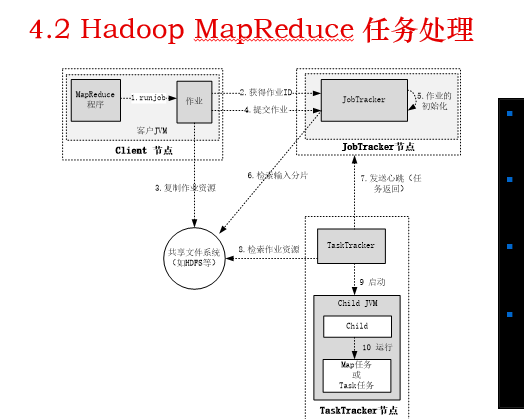 4.2 Hadoop MapReduce 任务处理
MapReduce
程序
1.runjob
作业
客户JVM
Client 节点
2.获得作业ID
4.提交作业
JobTracker
5.作业的
初始化
JobTracker节点
3.复制作业资源
6.检索输入分片
7.发送心跳（任
务返回）
共享文件系统
（如HDFS等）
8.检索作业资源
TaskTracker
9 启动
Child JVM
Child
10 运行
Map任务
或
Task任务
TaskTracker节点